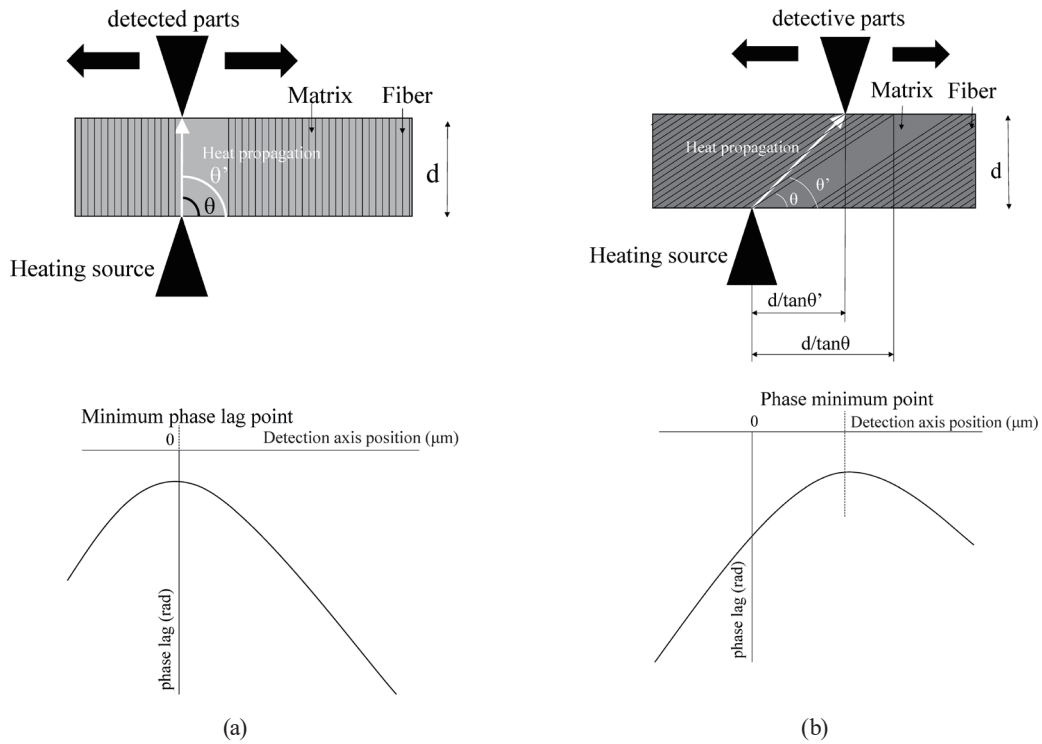 detected parts
Matrix
Fiber
Heat propagation
θ’
θ
d
Heating source
Minimum phase lag point
0
Detection axis position (μm)
phase lag (rad)
(a)
detective parts
Matrix
Fiber
Heat propagation
θ’
θ
d
Heating source
d/tanθ’
d/tanθ
Phase minimum point
0
Detection axis position (μm)
phase lag (rad)
(b)